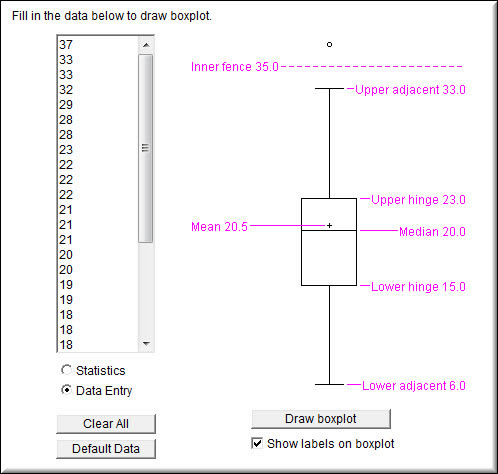 Fill in the data below to draw boxplot.
37
33
33
33
32
29
28
28
23
22
22
22
21
21
21
20
20
19
19
18
18
18
Statistics
Data Entry
Clear All
Default Data
Inner fence 35.0
Upper adjacent 33.0
Upper hinge 23.0
Mean 20.5
Median 20.0
Lower hinge 15.0
Lower adjacent 6.0
Draw boxplot
Show labels on boxplot